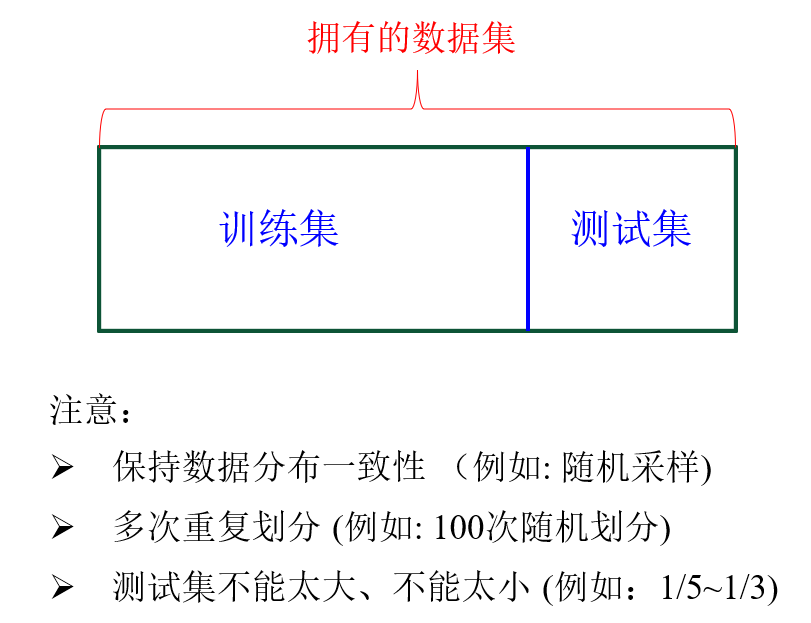 拥有的数据集
训练集 测试集
注意：
➢ 保持数据分布一致性 （例如: 随机采样)
➢ 多次重复划分 (例如: 100次随机划分)
➢ 测试集不能太大、不能太小 (例如：1/5~1/3)